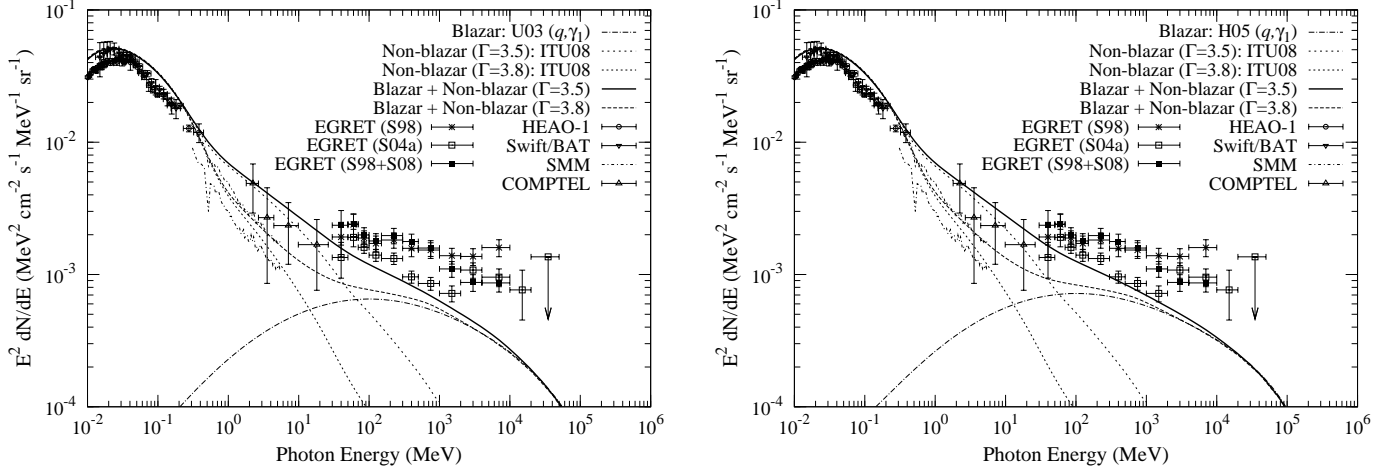 E² dN/dE (MeV² cm⁻² s⁻¹ MeV⁻¹ sr⁻¹)
10⁻¹
10⁻²
10⁻³
10⁻⁴
Blazar: U03 (q,γ₁)
Non-blazar (Γ=3.5): ITU08
Non-blazar (Γ=3.8): ITU08
Blazar + Non-blazar (Γ=3.5)
Blazar + Non-blazar (Γ=3.8)
EGRET (S98) HEAO-1
EGRET (S04a) Swift/BAT
EGRET (S98+S08) SMM
COMPTEL
10⁻² 10⁻¹ 10⁰ 10¹ 10² 10³ 10⁴ 10⁵ 10⁶
Photon Energy (MeV)
E² dN/dE (MeV² cm⁻² s⁻¹ MeV⁻¹ sr⁻¹)
10⁻¹
10⁻²
10⁻³
10⁻⁴
Blazar: H05 (q,γ₁)
Non-blazar (Γ=3.5): ITU08
Non-blazar (Γ=3.8): ITU08
Blazar + Non-blazar (Γ=3.5)
Blazar + Non-blazar (Γ=3.8)
EGRET (S98) HEAO-1
EGRET (S04a) Swift/BAT
EGRET (S98+S08) SMM
COMPTEL
10⁻² 10⁻¹ 10⁰ 10¹ 10² 10³ 10⁴ 10⁵ 10⁶
Photon Energy (MeV)